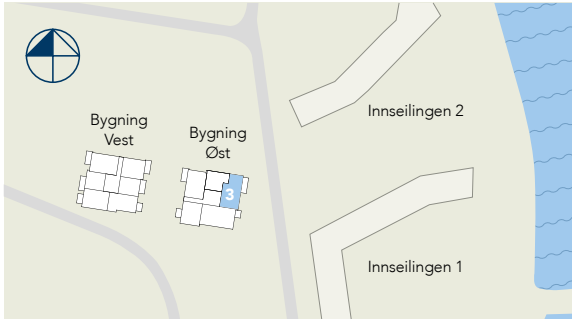 Innseilingen 2
Bygning
Vest
Bygning
Øst
3
Innseilingen 1